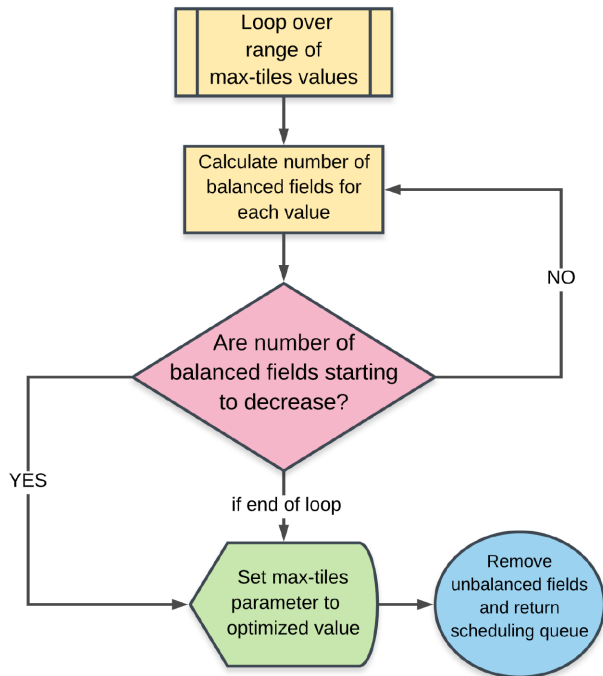 Loop over
range of
max-tiles values
Calculate number of
balanced fields for
each value
NO
Are number of
balanced fields starting
to decrease?
YES
if end of loop
Set max-tiles
parameter to
optimized value
Remove
unbalanced fields
and return
scheduling queue